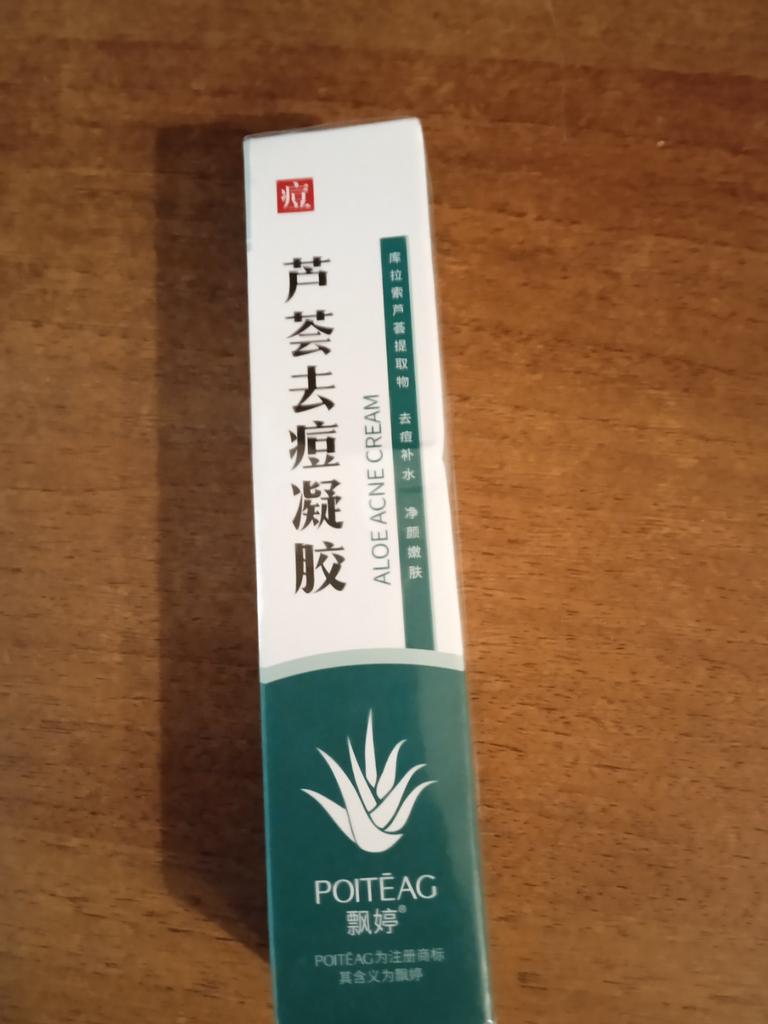 痘
芦荟去痘凝胶
ALOE ACNE CREAM
库拉索芦荟提取物 去痘补水 净颜嫩肤
POITĒAG
飘婷®
POITĒAG为注册商标
其含义为飘婷